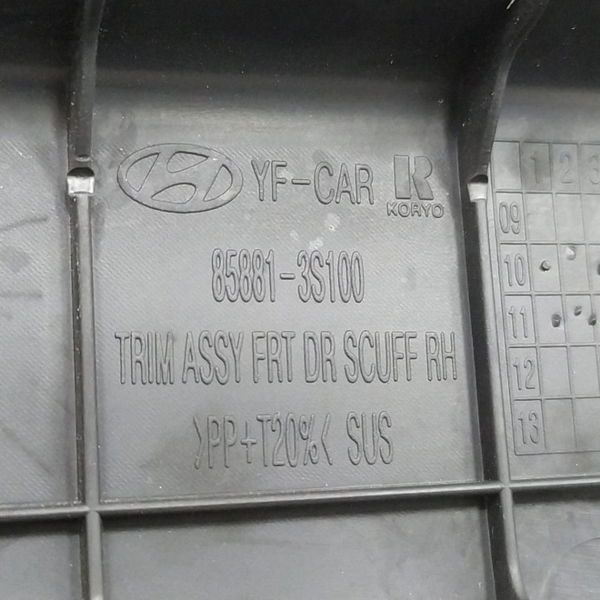 YF-CAR
KORYO
85881-3S100
TRIM ASSY FRT DR SCUFF RH
>PP+T20%< SUS
1 2 3
09
10
11
12
13